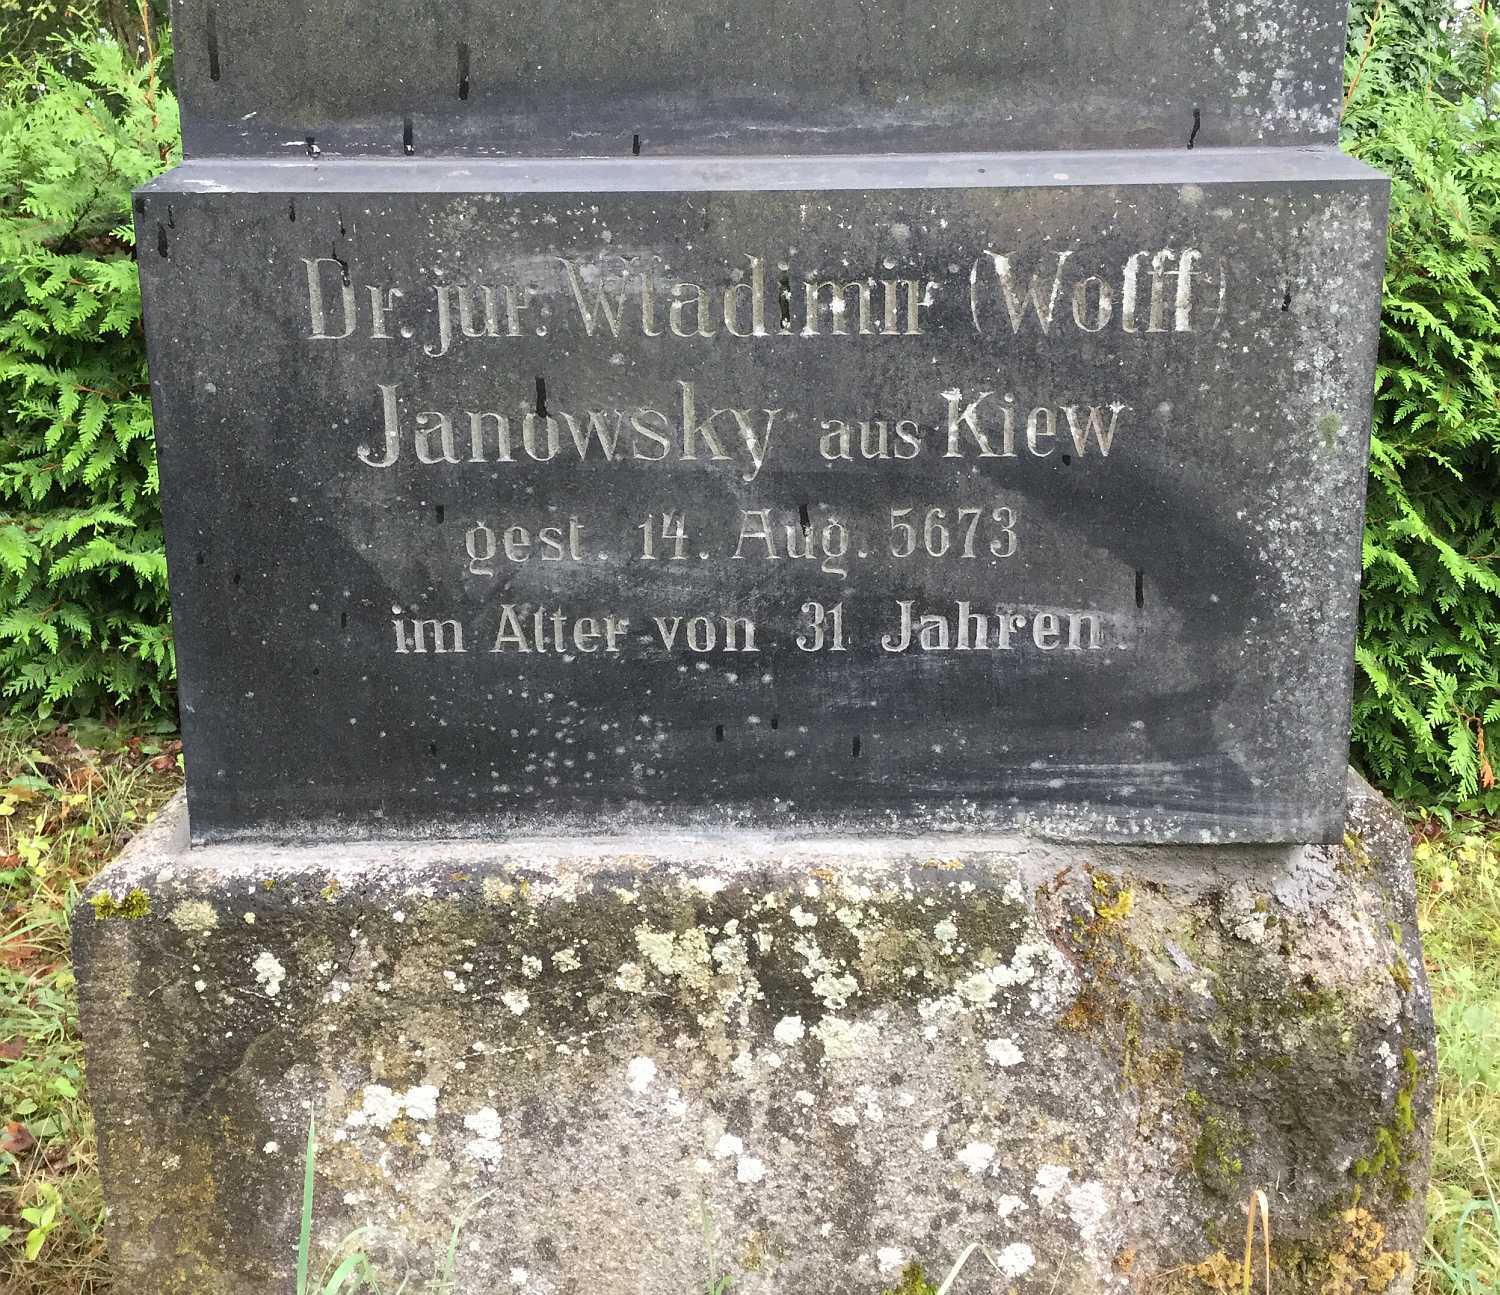 Dr. jur. Wladimir (Wolff)
Janowsky aus Kiew
gest. 14. Aug. 5673
im Alter von 31 Jahren.